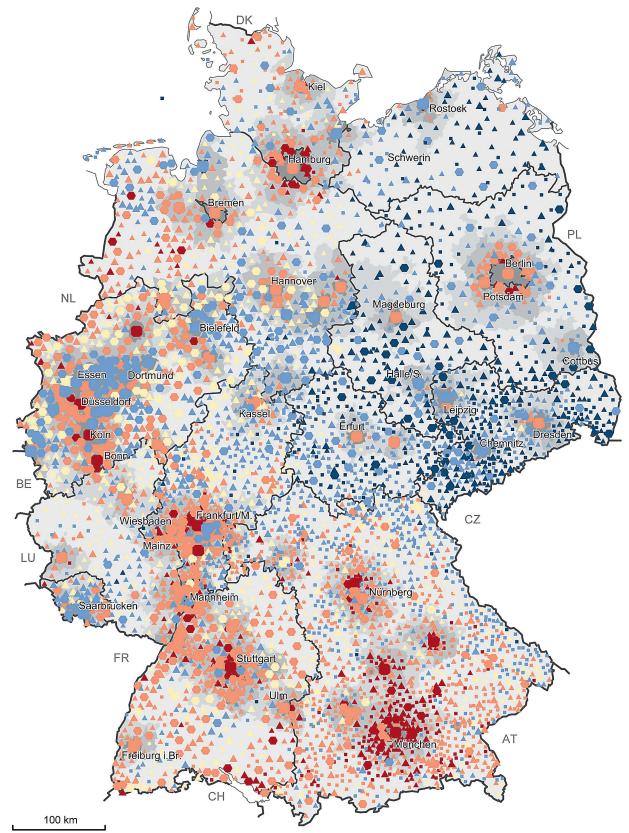 DK
Kiel
Rostock
Hamburg
Schwerin
Bremen
PL
Berlin
Hannover
NL
Potsdam
Magdeburg
Bielefeld
Cottbus
Essen
Dortmund
Halle/S.
Düsseldorf
Leipzig
Kassel
Köln
Erfurt
Dresden
Chemnitz
Bonn
BE
Wiesbaden
Frankfurt/M.
CZ
Mainz
LU
Nürnberg
Mannheim
Saarbrücken
FR
Stuttgart
Ulm
AT
München
Freiburg i.Br.
CH
100 km